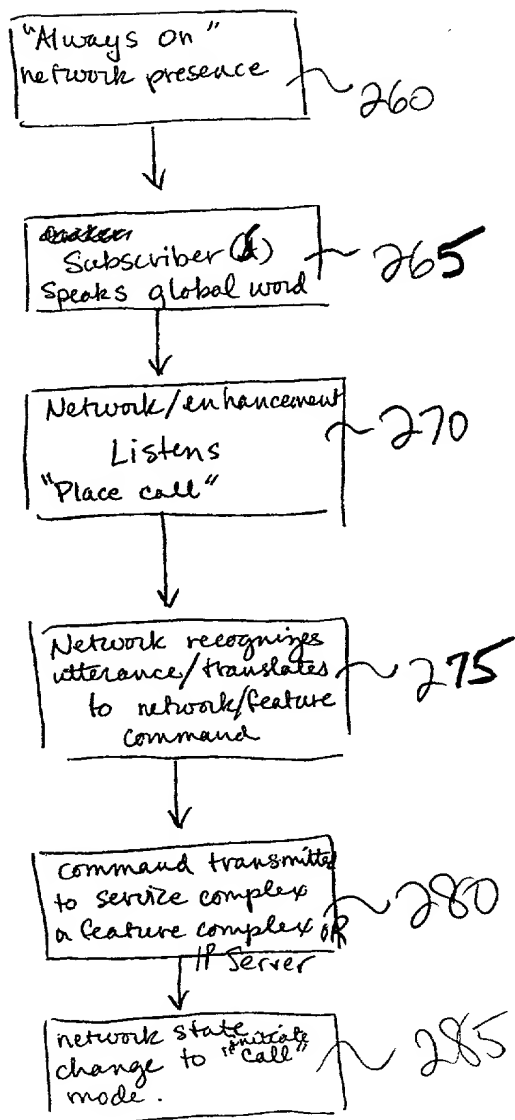 "Always on"
network presence
260
Subscriber (s)
speaks global word
265
Network/enhancement
Listens
"Place call"
270
Network recognizes
utterance/translates
to network/feature
command
275
command transmitted
to service complex
a feature complex OR
IP Server
280
network state
change to "initiate
call"
mode.
285